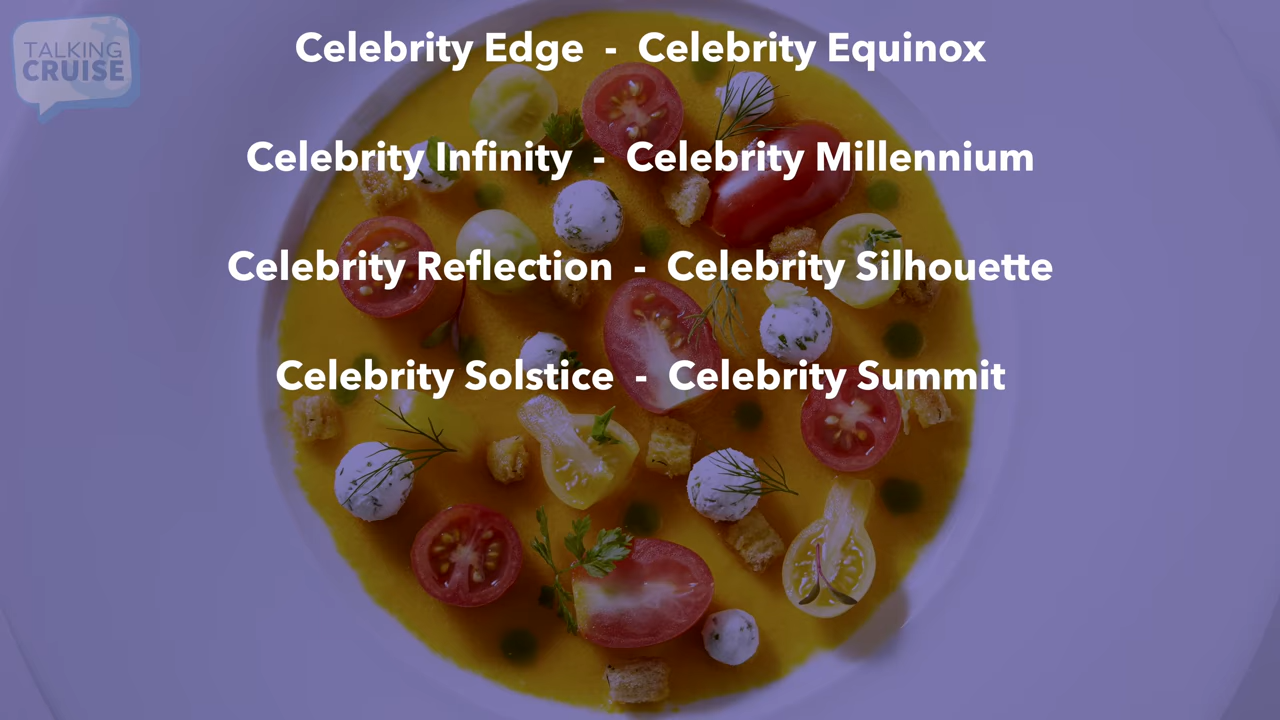 TALKING
CRUISE
Celebrity Edge - Celebrity Equinox
Celebrity Infinity - Celebrity Millennium
Celebrity Reflection - Celebrity Silhouette
Celebrity Solstice - Celebrity Summit